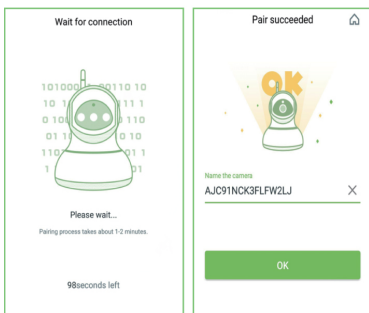 Wait for connection
Please wait...
Pairing process takes about 1-2 minutes.
98seconds left
Pair succeeded
OK
Name the camera
AJC91NCK3FLFW2LJ
OK